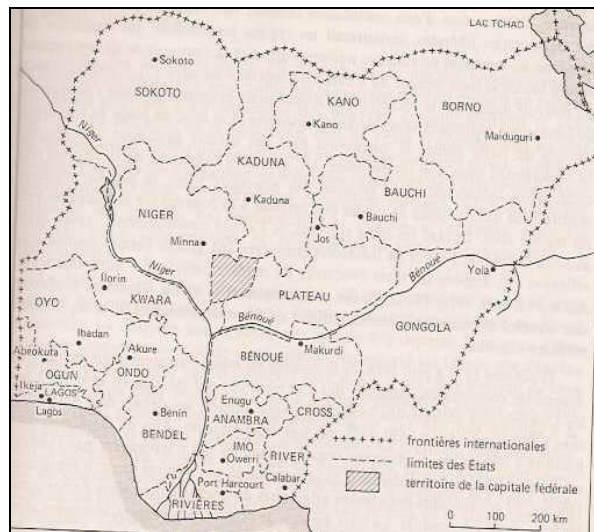 LAC TCHAD
Sokoto
SOKOTO
KANO
Kano
BORNO
Maiduguri
Niger
KADUNA
Kaduna
BAUCHI
Bauchi
NIGER
Minna
Jos
Niger
Bénoué
Yola
Ilorin
PLATEAU
OYO
KWARA
Bénoué
GONGOLA
Ibadan
Akure
BÉNOUÉ
Makurdi
Abeokuta
OGUN
ONDO
Ikeja
LAGOS
Lagos
Bénin
Enugu
ANAMBRA
CROSS
BENDEL
IMO
Owerri
RIVER
Port Harcourt
Calabar
RIVIÈRES
frontières internationales
limites des Etats
territoire de la capitale fédérale
0 100 200 km